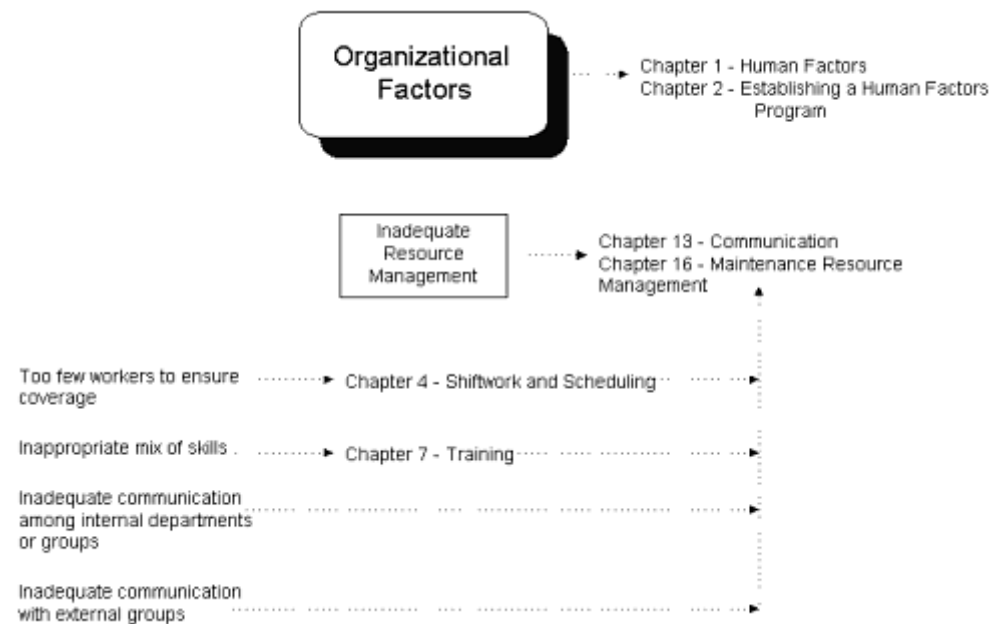 Organizational
Factors
Chapter 1 - Human Factors
Chapter 2 - Establishing a Human Factors
Program
Inadequate
Resource
Management
Chapter 13 - Communication
Chapter 16 - Maintenance Resource
Management
Too few workers to ensure
coverage
Chapter 4 - Shiftwork and Scheduling
Inappropriate mix of skills .
Chapter 7 - Training
Inadequate communication
among internal departments
or groups
Inadequate communication
with external groups